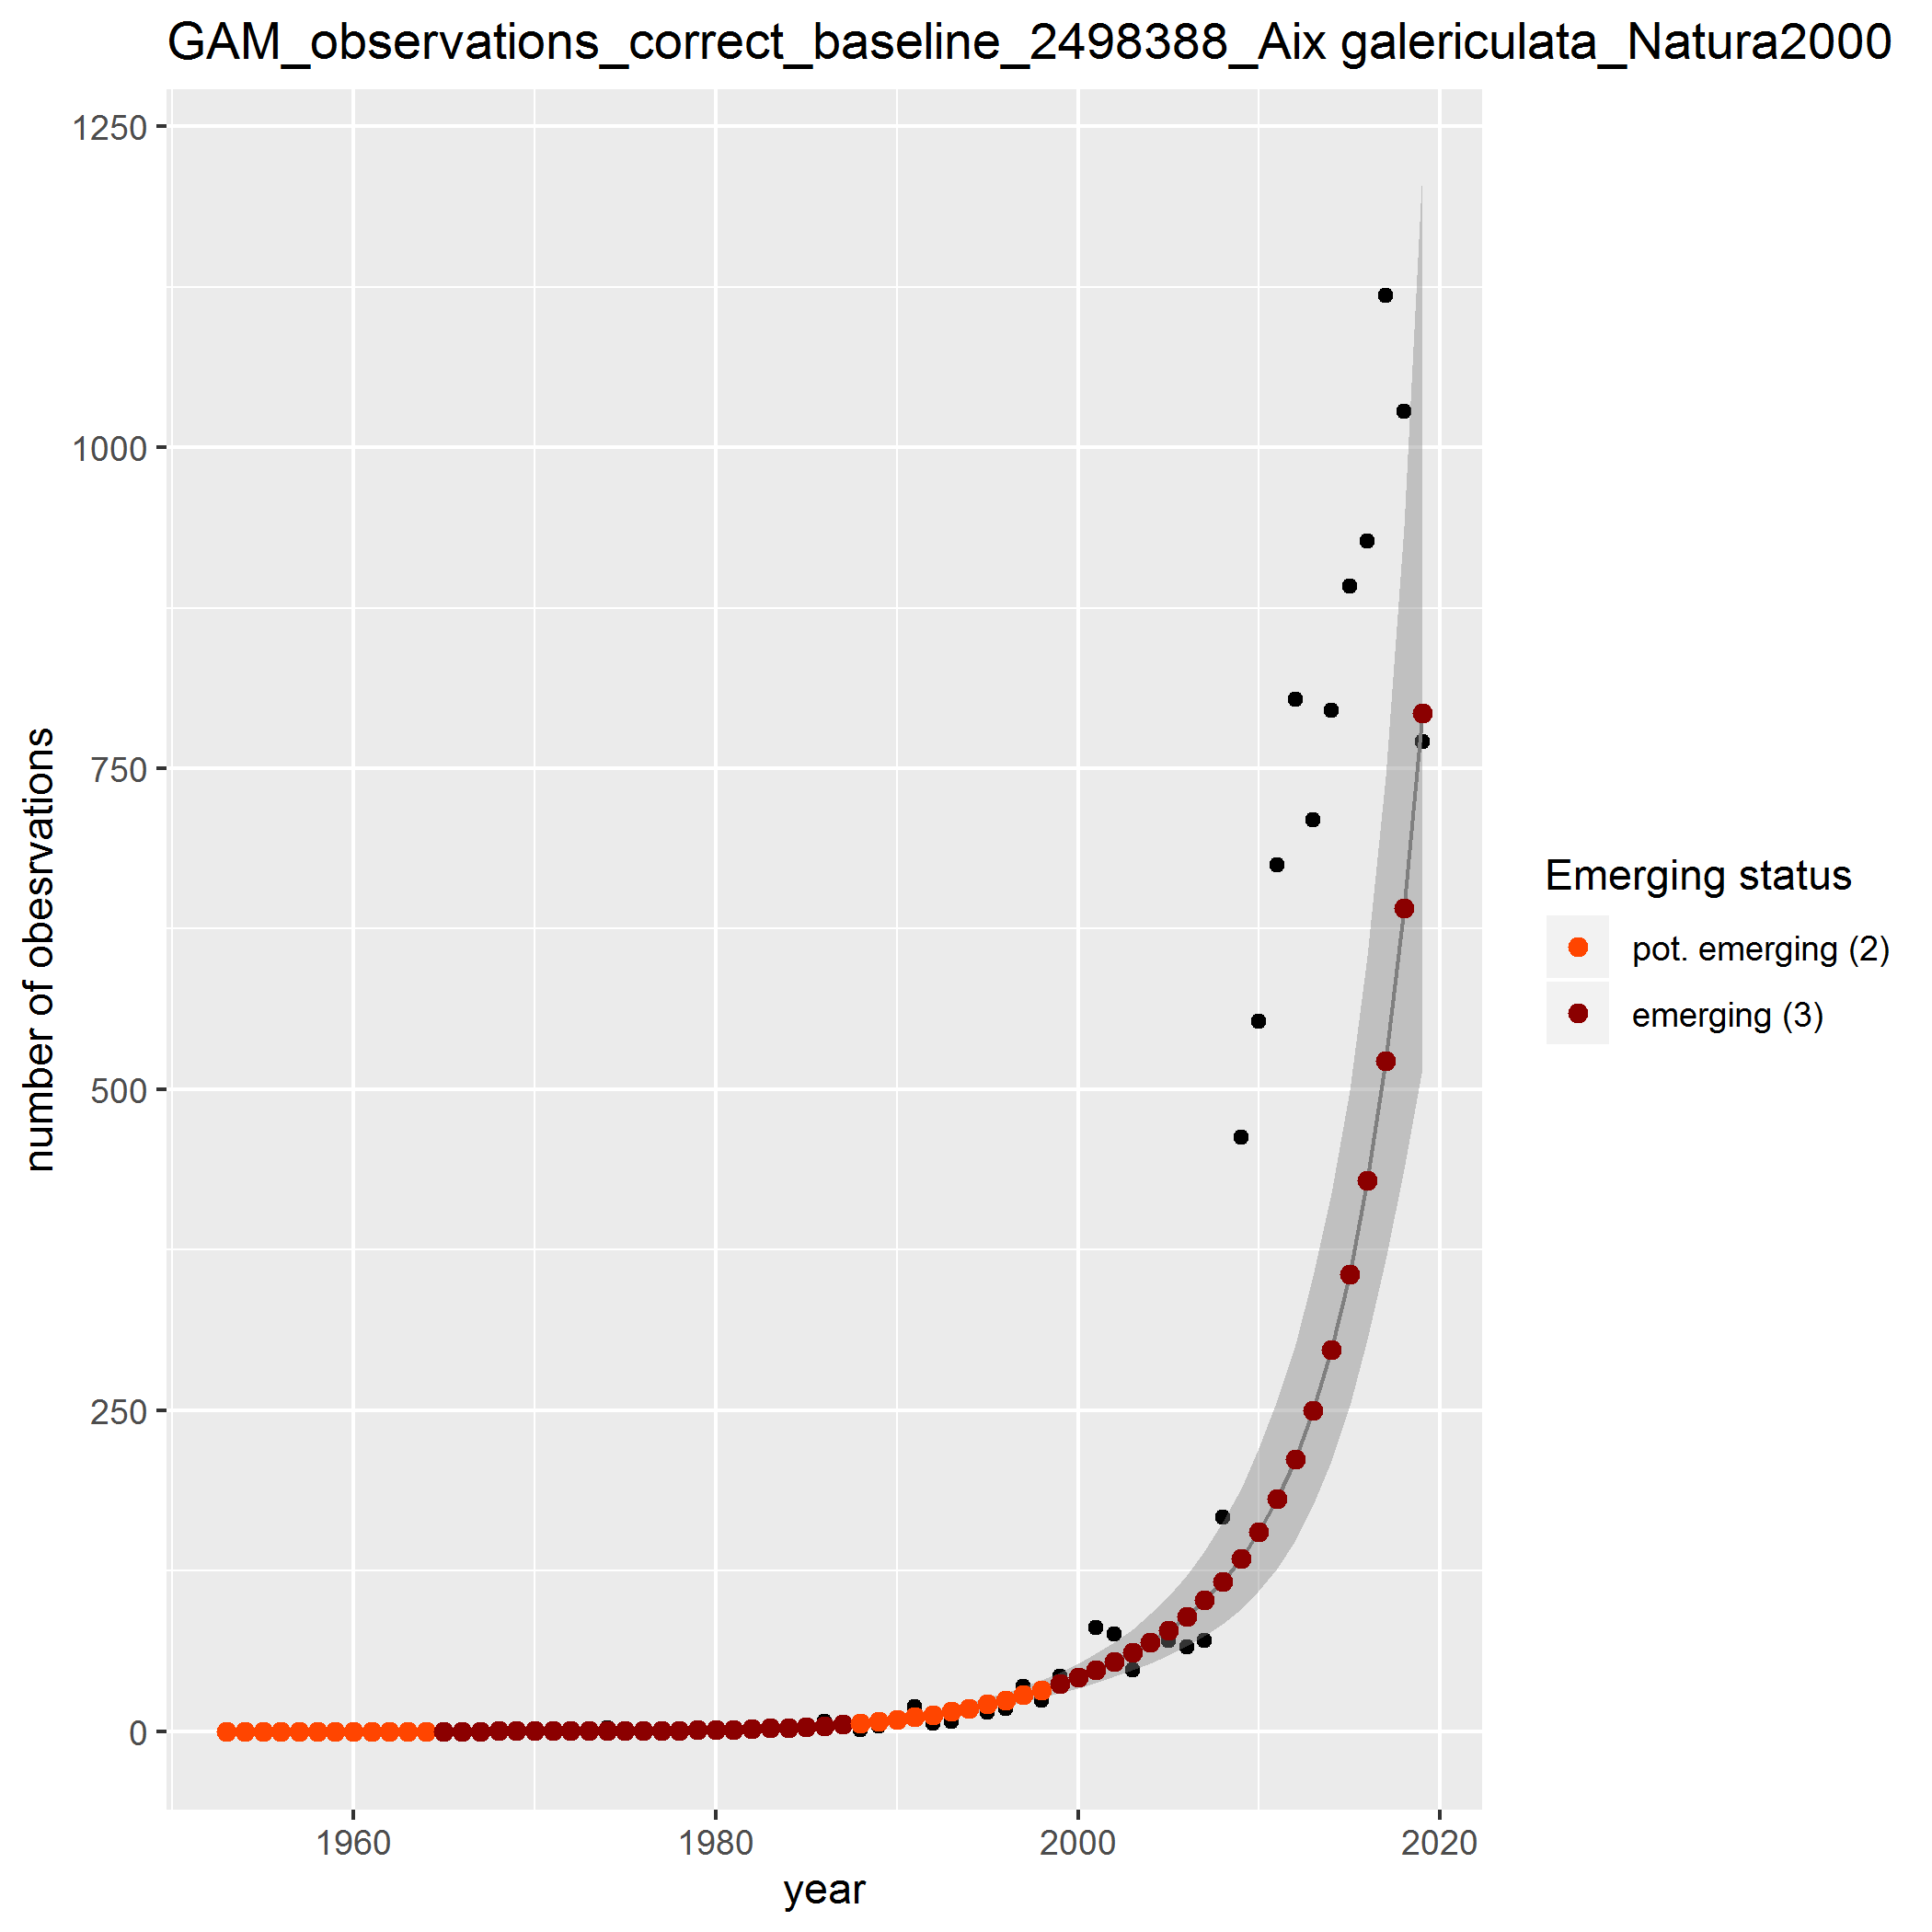 GAM_observations_correct_baseline_2498388_Aix galericulata_Natura2000
1250
1000
750
500
250
0
number of obesrvations
1960
1980
2000
2020
year
Emerging status
pot. emerging (2)
emerging (3)